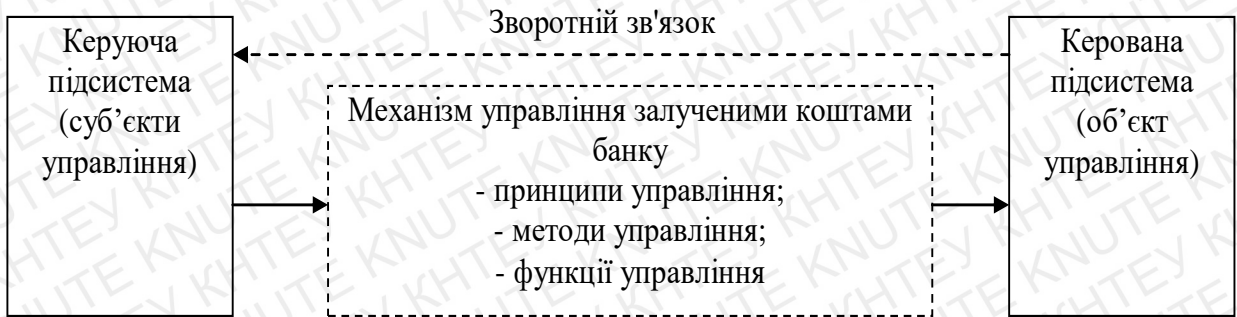 Зворотній зв'язок
Керуюча
підсистема
(суб’єкти
управління)
Механізм управління залученими коштами
банку
- принципи управління;
- методи управління;
- функції управління
Керована
підсистема
(об’єкт
управління)